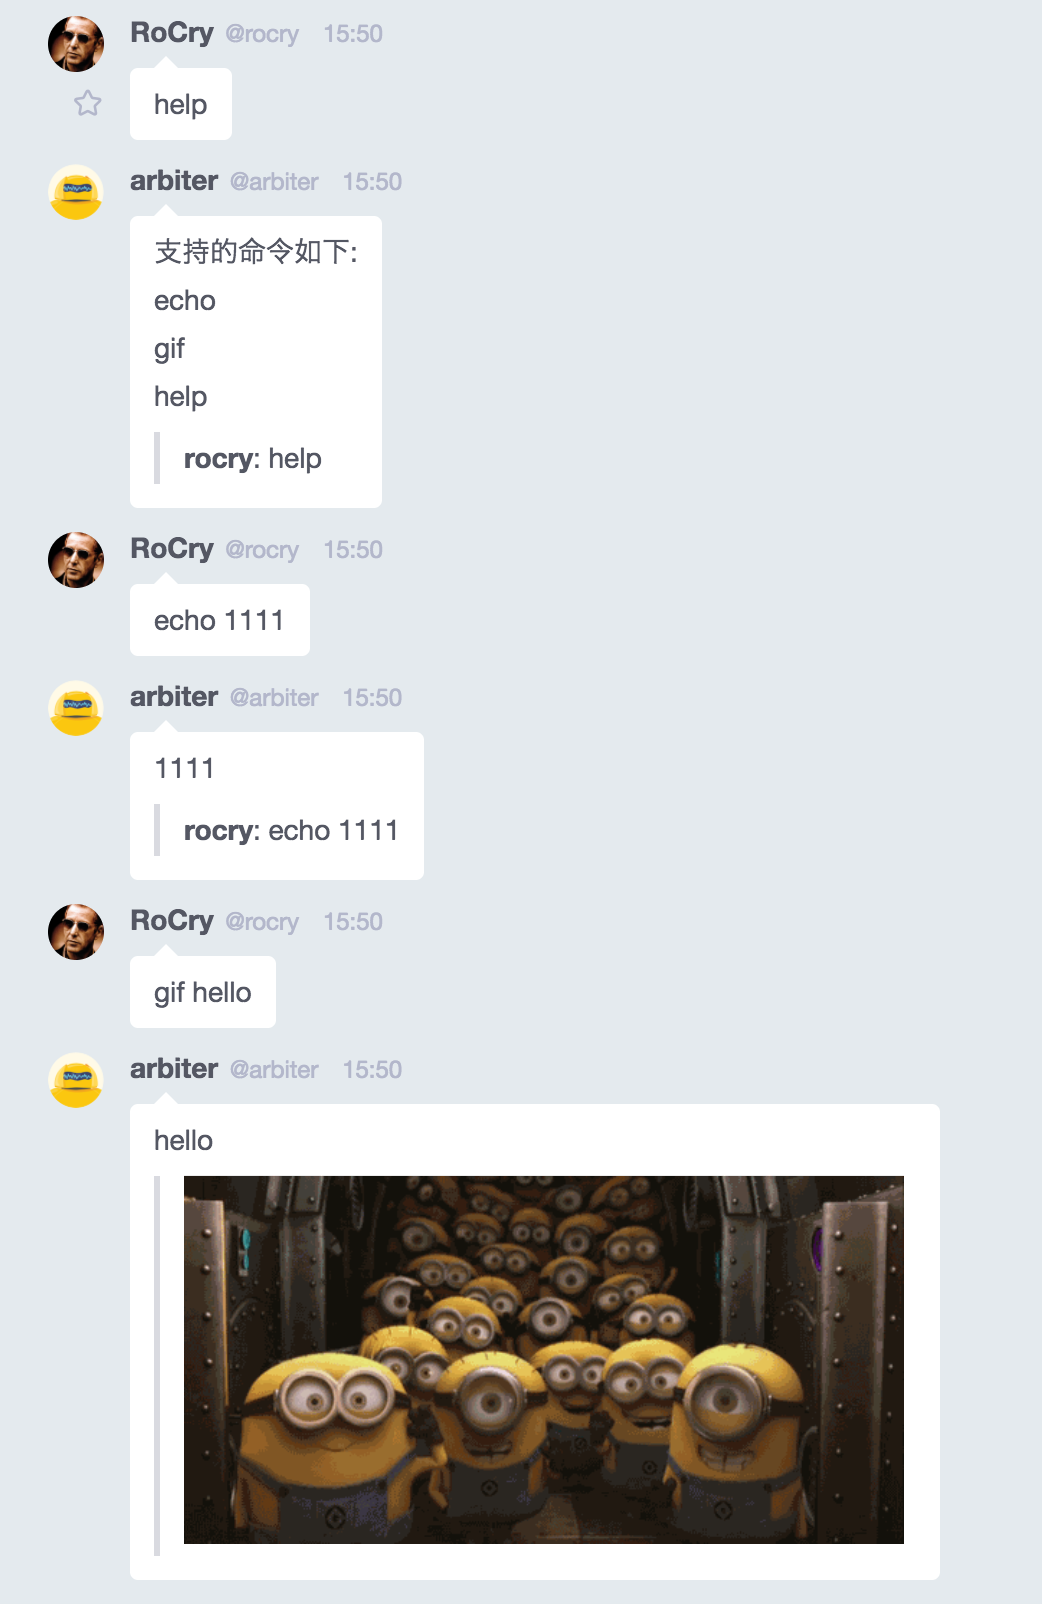 RoCry @rocry 15:50
help
arbiter @arbiter 15:50
支持的命令如下:
echo
gif
help
rocry: help
RoCry @rocry 15:50
echo 1111
arbiter @arbiter 15:50
1111
rocry: echo 1111
RoCry @rocry 15:50
gif hello
arbiter @arbiter 15:50
hello